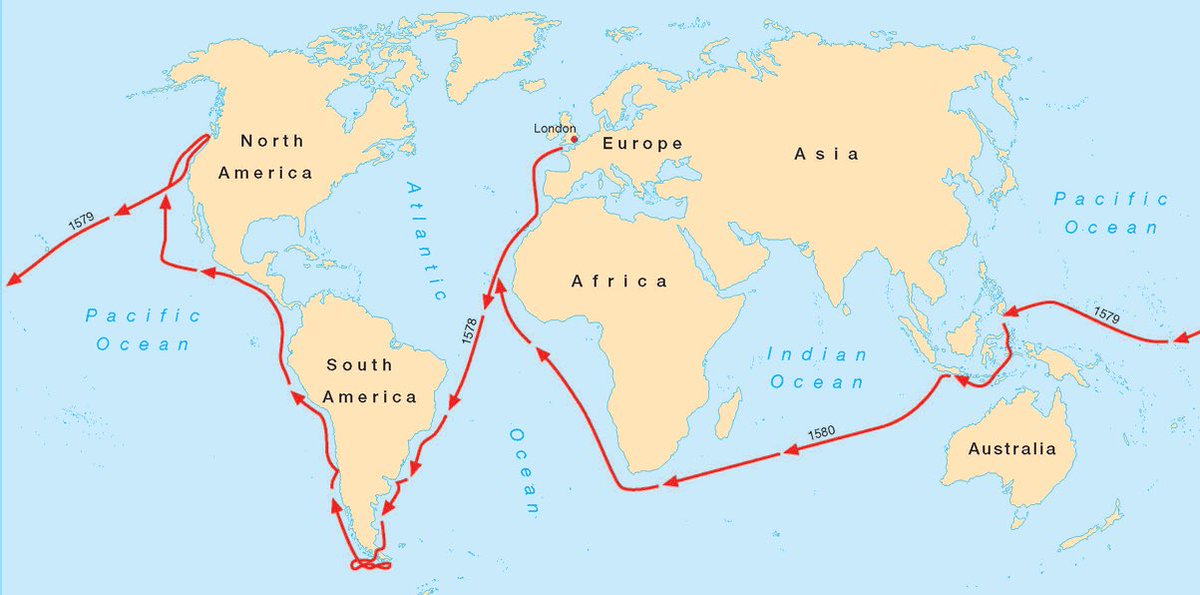 London
North
America
Europe
Asia
Atlantic
Pacific
Ocean
1579
Africa
Pacific
Ocean
1578
1579
Indian
Ocean
South
America
Ocean
1580
Australia